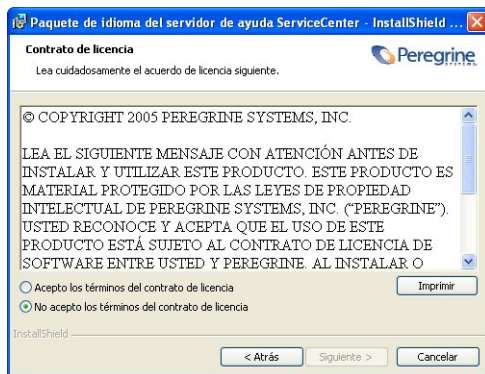 Paquete de idioma del servidor de ayuda ServiceCenter - InstallShield ...
Contrato de licencia
Lea cuidadosamente el acuerdo de licencia siguiente.
Peregrine
SYSTEMS
© COPYRIGHT 2005 PEREGRINE SYSTEMS, INC.
LEA EL SIGUIENTE MENSAJE CON ATENCIÓN ANTES DE
INSTALAR Y UTILIZAR ESTE PRODUCTO. ESTE PRODUCTO ES
MATERIAL PROTEGIDO POR LAS LEYES DE PROPIEDAD
INTELECTUAL DE PEREGRINE SYSTEMS, INC. (“PEREGRINE”).
USTED RECONOCE Y ACEPTA QUE EL USO DE ESTE
PRODUCTO ESTÁ SUJETO AL CONTRATO DE LICENCIA DE
SOFTWARE ENTRE USTED Y PEREGRINE. AL INSTALAR O
Acepto los términos del contrato de licencia
Imprimir
No acepto los términos del contrato de licencia
InstallShield
< Atrás
Siguiente >
Cancelar